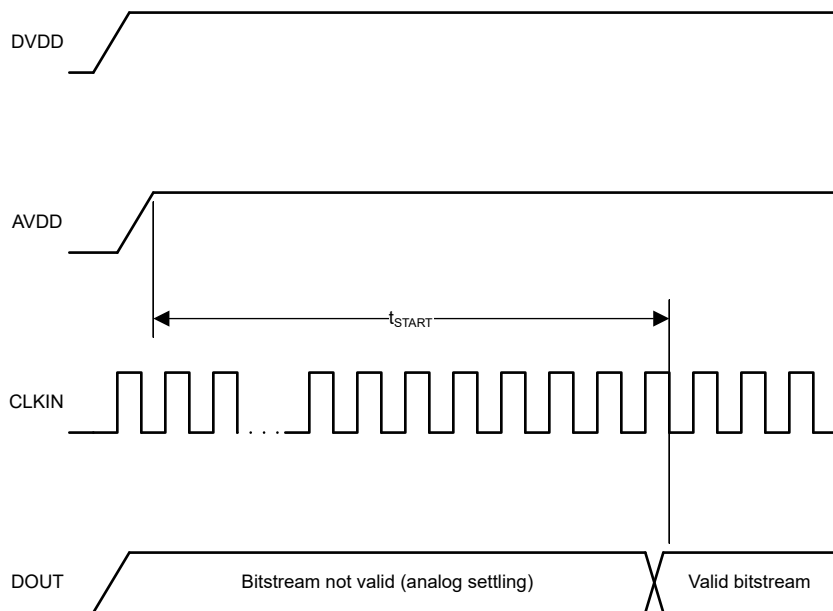 DVDD
AVDD
tSTART
CLKIN
. . .
DOUT
Bitstream not valid (analog settling)
Valid bitstream